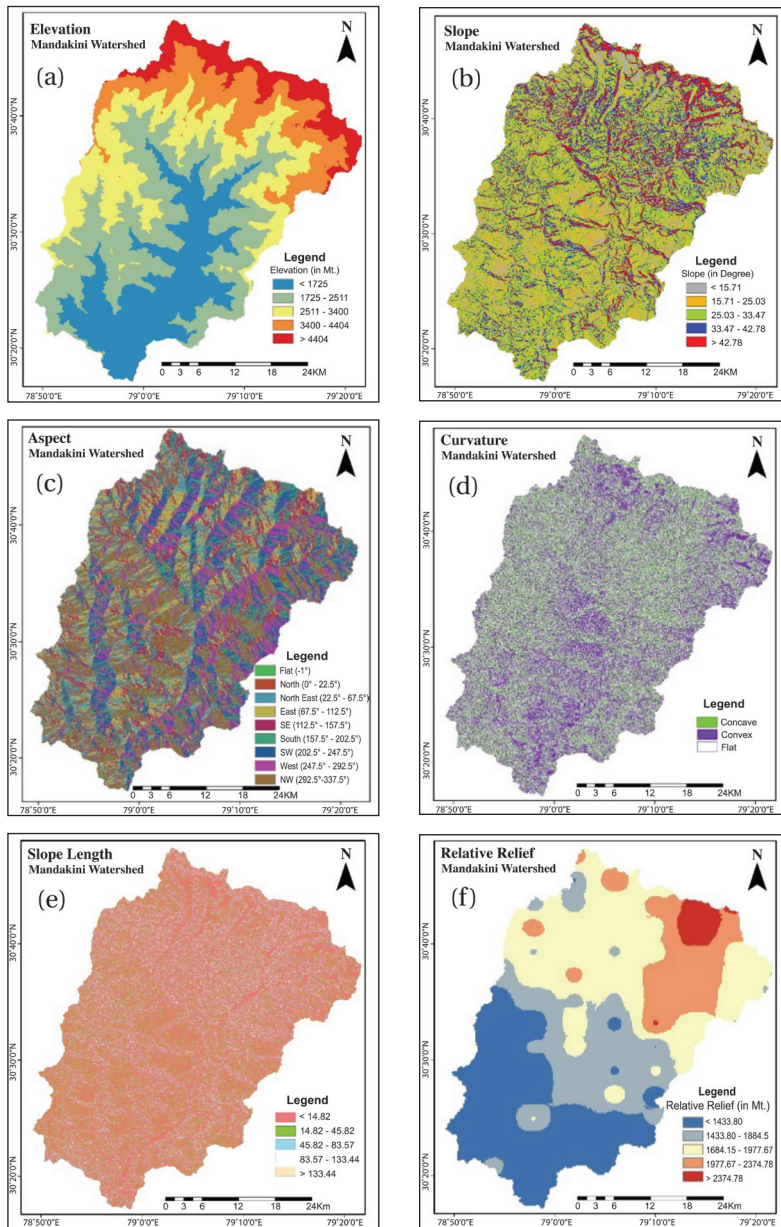 Elevation
Mandakini Watershed
(a)
N
30°40'0"N
30°30'0"N
30°20'0"N
Legend
Elevation (in Mt.)
< 1725
1725 - 2511
2511 - 3400
3400 - 4404
> 4404
0 3 6 12 18 24KM
78°50'0"E 79°0'0"E 79°10'0"E 79°20'0"E
Slope
Mandakini Watershed
(b)
N
30°40'0"N
30°30'0"N
30°20'0"N
Legend
Slope (in Degree)
< 15.71
15.71 - 25.03
25.03 - 33.47
33.47 - 42.78
> 42.78
0 3 6 12 18 24KM
78°50'0"E 79°0'0"E 79°10'0"E 79°20'0"E
Aspect
Mandakini Watershed
(c)
N
30°40'0"N
30°30'0"N
30°20'0"N
Legend
Flat (-1°)
North (0° - 22.5°)
North East (22.5° - 67.5°)
East (67.5° - 112.5°)
SE (112.5° - 157.5°)
South (157.5° - 202.5°)
SW (202.5° - 247.5°)
West (247.5° - 292.5°)
NW (292.5°-337.5°)
0 3 6 12 18 24KM
78°50'0"E 79°0'0"E 79°10'0"E 79°20'0"E
Curvature
Mandakini Watershed
(d)
N
30°40'0"N
30°30'0"N
30°20'0"N
Legend
Concave
Convex
Flat
0 3 6 12 18 24KM
78°50'0"E 79°0'0"E 79°10'0"E 79°20'0"E
Slope Length
Mandakini Watershed
(e)
N
30°40'0"N
30°30'0"N
30°20'0"N
Legend
< 14.82
14.82 - 45.82
45.82 - 83.57
83.57 - 133.44
> 133.44
0 3 6 12 18 24Km
78°50'0"E 79°0'0"E 79°10'0"E 79°20'0"E
Relative Relief
Mandakini Watershed
(f)
N
30°40'0"N
30°30'0"N
30°20'0"N
Legend
Relative Relief (in Mt.)
< 1433.80
1433.80 - 1884.5
1684.15 - 1977.67
1977.67 - 2374.78
> 2374.78
0 3 6 12 18 24Km
78°50'0"E 79°0'0"E 79°10'0"E 79°20'0"E